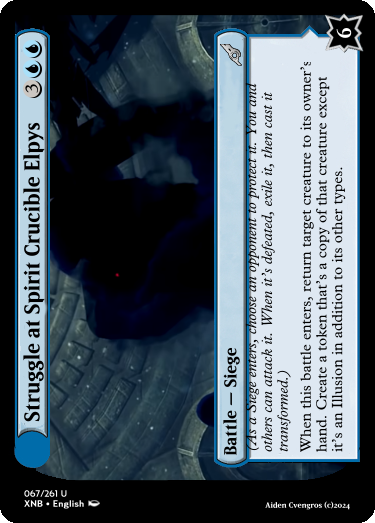 Struggle at Spirit Crucible Elpys
3
Battle — Siege
6
(As a Siege enters, choose an opponent to protect it. You and
others can attack it. When it's defeated, exile it, then cast it
transformed.)
When this battle enters, return target creature to its owner's
hand. Create a token that's a copy of that creature except
it's an Illusion in addition to its other types.
067/261 U
XNB • English
Aiden Cvengros (c)2024